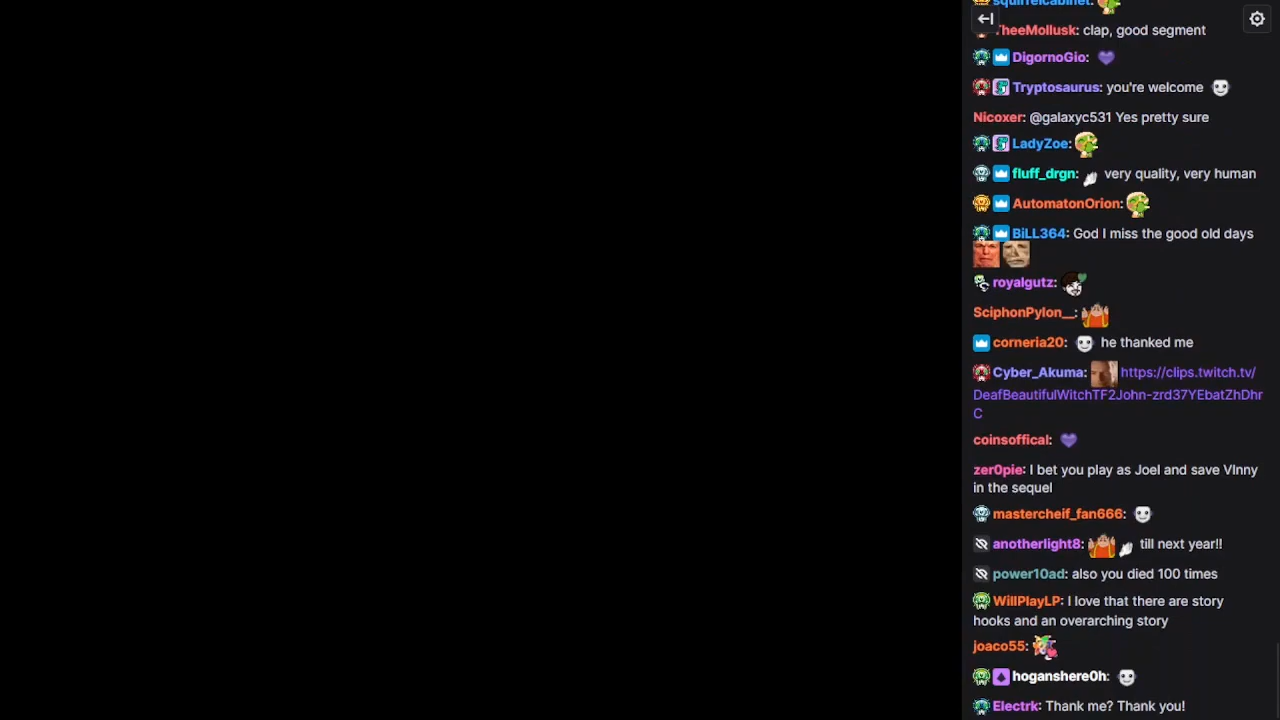 squirrelcabinet:
TheeMollusk: clap, good segment
DigornoGio:
Tryptosaurus: you're welcome
Nicoxer: @galaxyc531 Yes pretty sure
LadyZoe:
fluff_drgn: very quality, very human
AutomatonOrion:
BiLL364: God I miss the good old days
royalgutz:
SciphonPylon__:
corneria20: he thanked me
Cyber_Akuma: https://clips.twitch.tv/
DeafBeautifulWitchTF2John-zrd37YEbatZhDhr
C
coinsoffical:
zer0pie: I bet you play as Joel and save VInny
in the sequel
mastercheif_fan666:
anotherlight8: till next year!!
power10ad: also you died 100 times
WillPlayLP: I love that there are story
hooks and an overarching story
joaco55:
hoganshere0h:
Electrk: Thank me? Thank you!